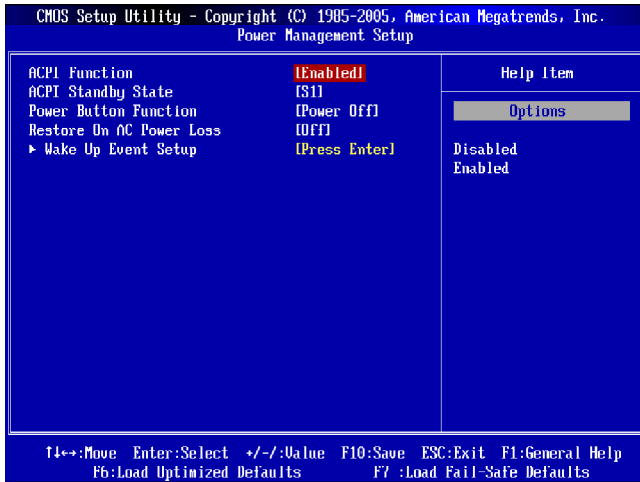 CMOS Setup Utility - Copyright (C) 1985-2005, American Megatrends, Inc.
Power Management Setup
ACPI Function [Enabled]
ACPI Standby State [S1]
Power Button Function [Power Off]
Restore On AC Power Loss [Off]
▶ Wake Up Event Setup [Press Enter]
Help Item
Options
Disabled
Enabled
↑↓↔:Move Enter:Select +/-/:Value F10:Save ESC:Exit F1:General Help
F6:Load Optimized Defaults F7 :Load Fail-Safe Defaults